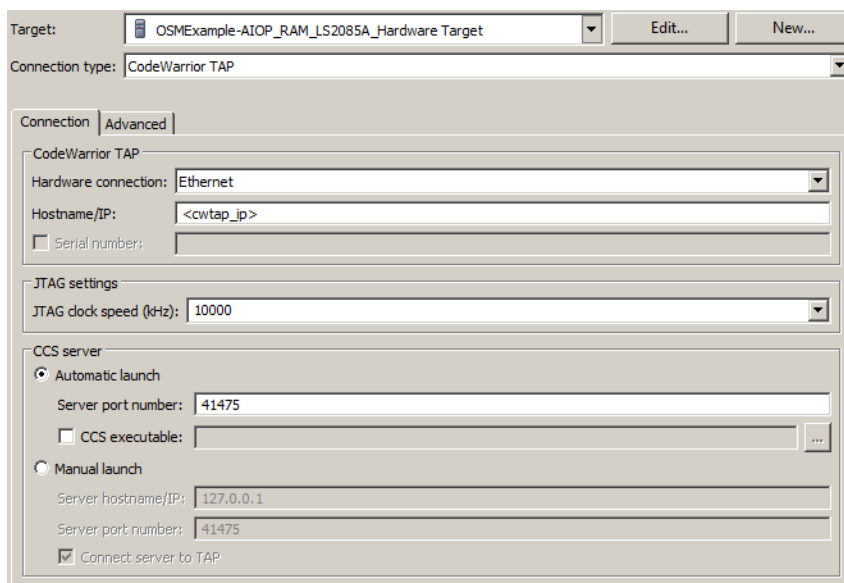 Target: OSMExample-AIOP_RAM_LS2085A_Hardware Target Edit... New...
Connection type: CodeWarrior TAP
Connection Advanced
CodeWarrior TAP
Hardware connection: Ethernet
Hostname/IP: <cwtap_ip>
Serial number:
JTAG settings
JTAG clock speed (kHz): 10000
CCS server
Automatic launch
Server port number: 41475
CCS executable: ...
Manual launch
Server hostname/IP: 127.0.0.1
Server port number: 41475
Connect server to TAP